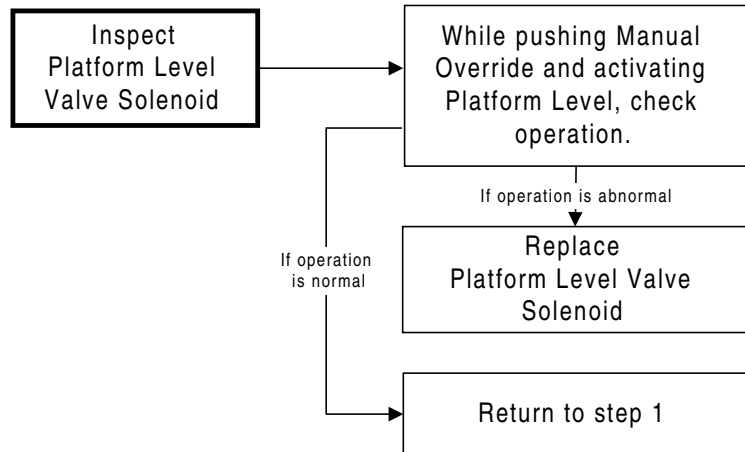 Inspect
Platform Level
Valve Solenoid
While pushing Manual
Override and activating
Platform Level, check
operation.
If operation is abnormal
Replace
Platform Level Valve
Solenoid
If operation
is normal
Return to step 1